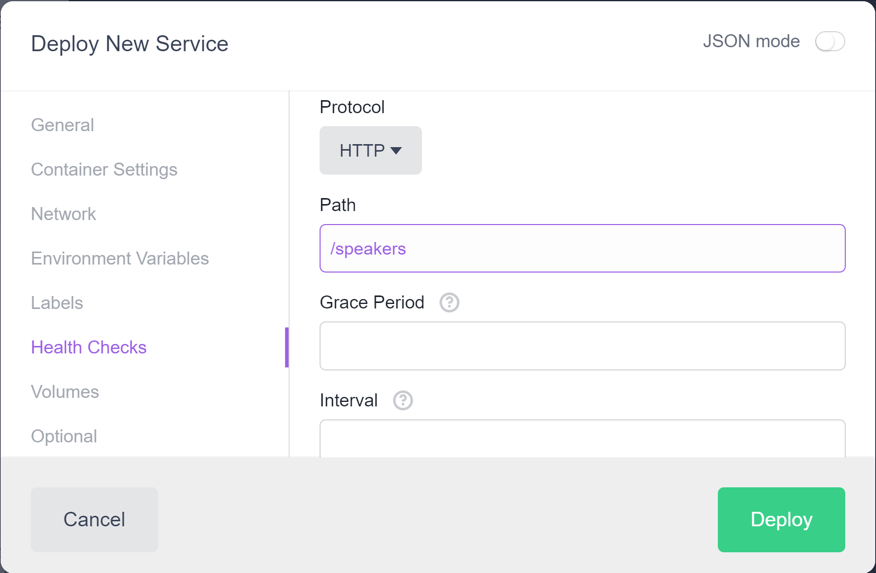 Deploy New Service
JSON mode
General
Container Settings
Network
Environment Variables
Labels
Health Checks
Volumes
Optional
Protocol
HTTP
Path
/speakers
Grace Period ?
Interval ?
Cancel
Deploy